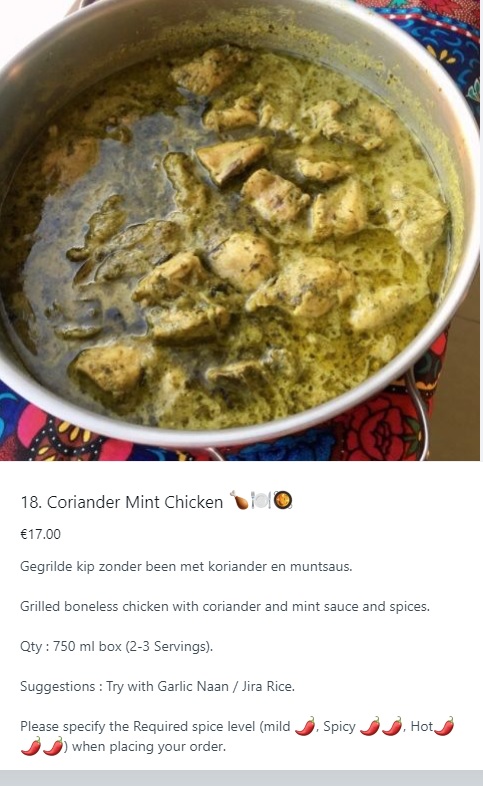 18. Coriander Mint Chicken 🍗🍽️🥘
€17.00
Gegrilde kip zonder been met koriander en muntsaus.
Grilled boneless chicken with coriander and mint sauce and spices.
Qty : 750 ml box (2-3 Servings).
Suggestions : Try with Garlic Naan / Jira Rice.
Please specify the Required spice level (mild 🌶️, Spicy 🌶️🌶️, Hot🌶️
🌶️🌶️) when placing your order.